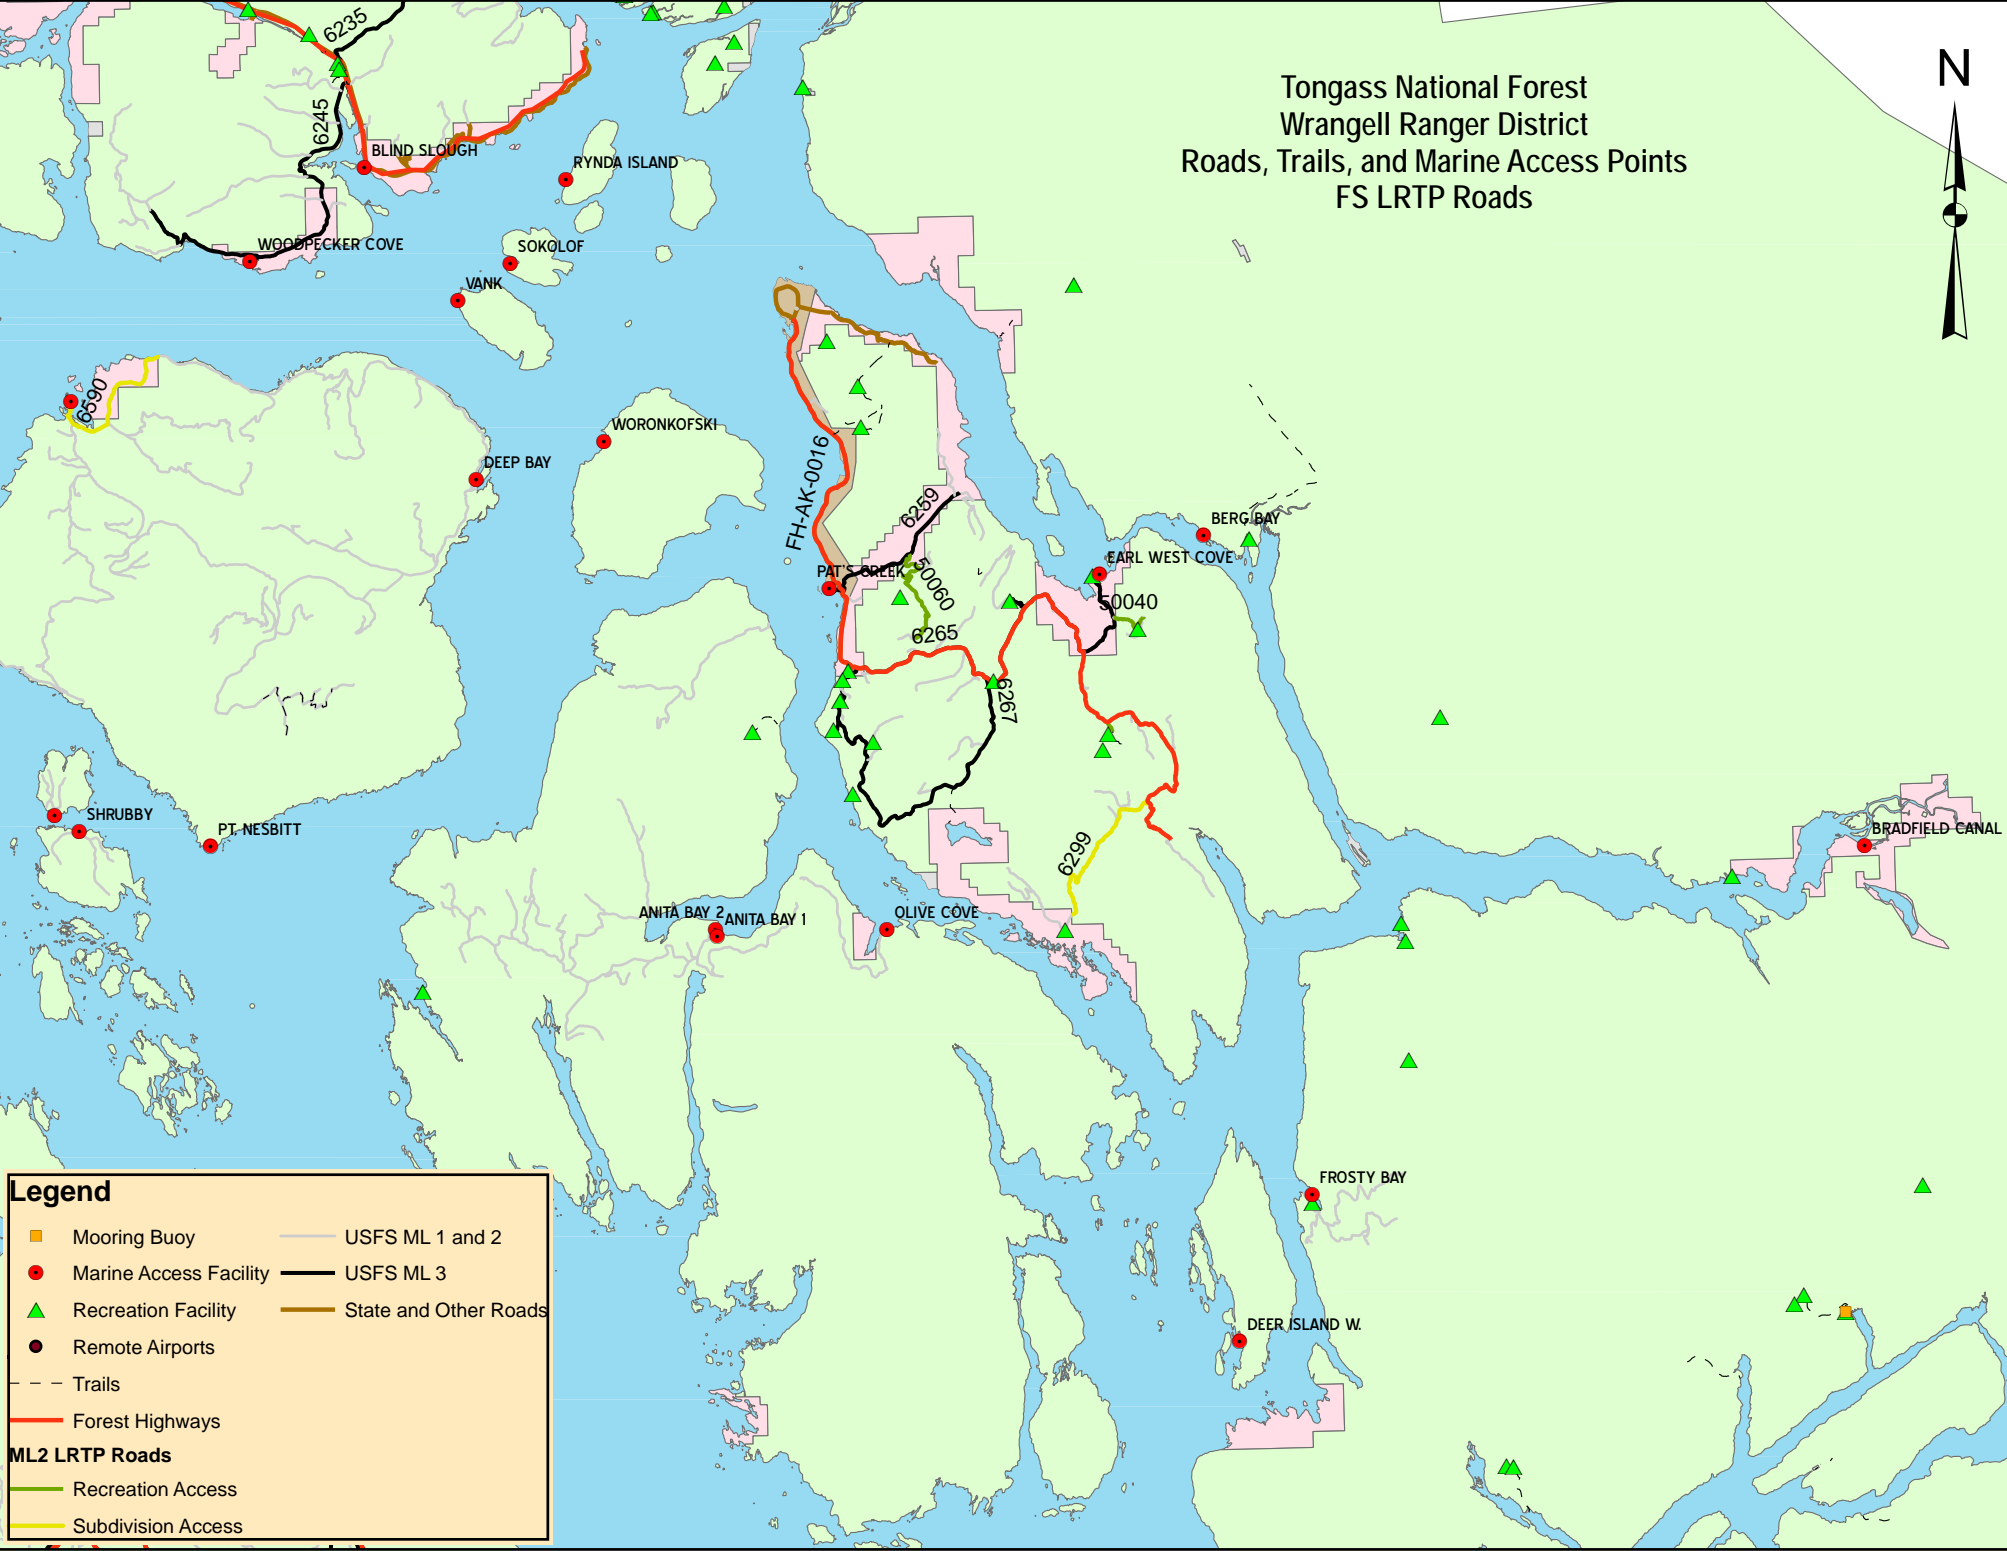 Tongass National Forest
Wrangell Ranger District
Roads, Trails, and Marine Access Points
FS LRTP Roads
N
6235
6245
BLIND SLOUGH
RYNDA ISLAND
WOODPECKER COVE
SOKOLOF
VANK
6590
WORONKOFSKI
DEEP BAY
FH-AK-0016
6259
BERG BAY
EARL WEST COVE
PAT'S CREEK
50060
50040
6265
6267
SHRUBBY
PT. NESBITT
BRADFIELD CANAL
6299
ANITA BAY 2
ANITA BAY 1
OLIVE COVE
FROSTY BAY
DEER ISLAND W.
Legend
Mooring Buoy
Marine Access Facility
Recreation Facility
Remote Airports
Trails
Forest Highways
ML2 LRTP Roads
Recreation Access
Subdivision Access
USFS ML 1 and 2
USFS ML 3
State and Other Roads